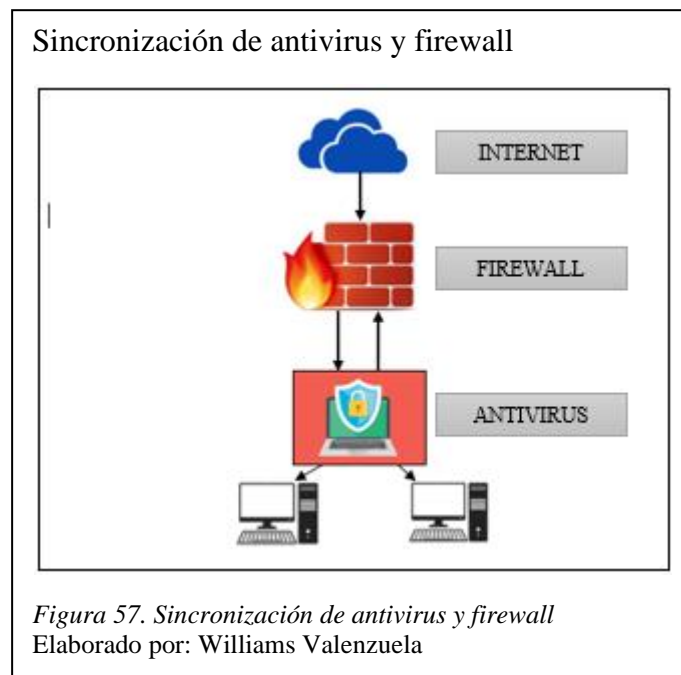 Sincronización de antivirus y firewall
INTERNET
FIREWALL
ANTIVIRUS
Figura 57. Sincronización de antivirus y firewall
Elaborado por: Williams Valenzuela